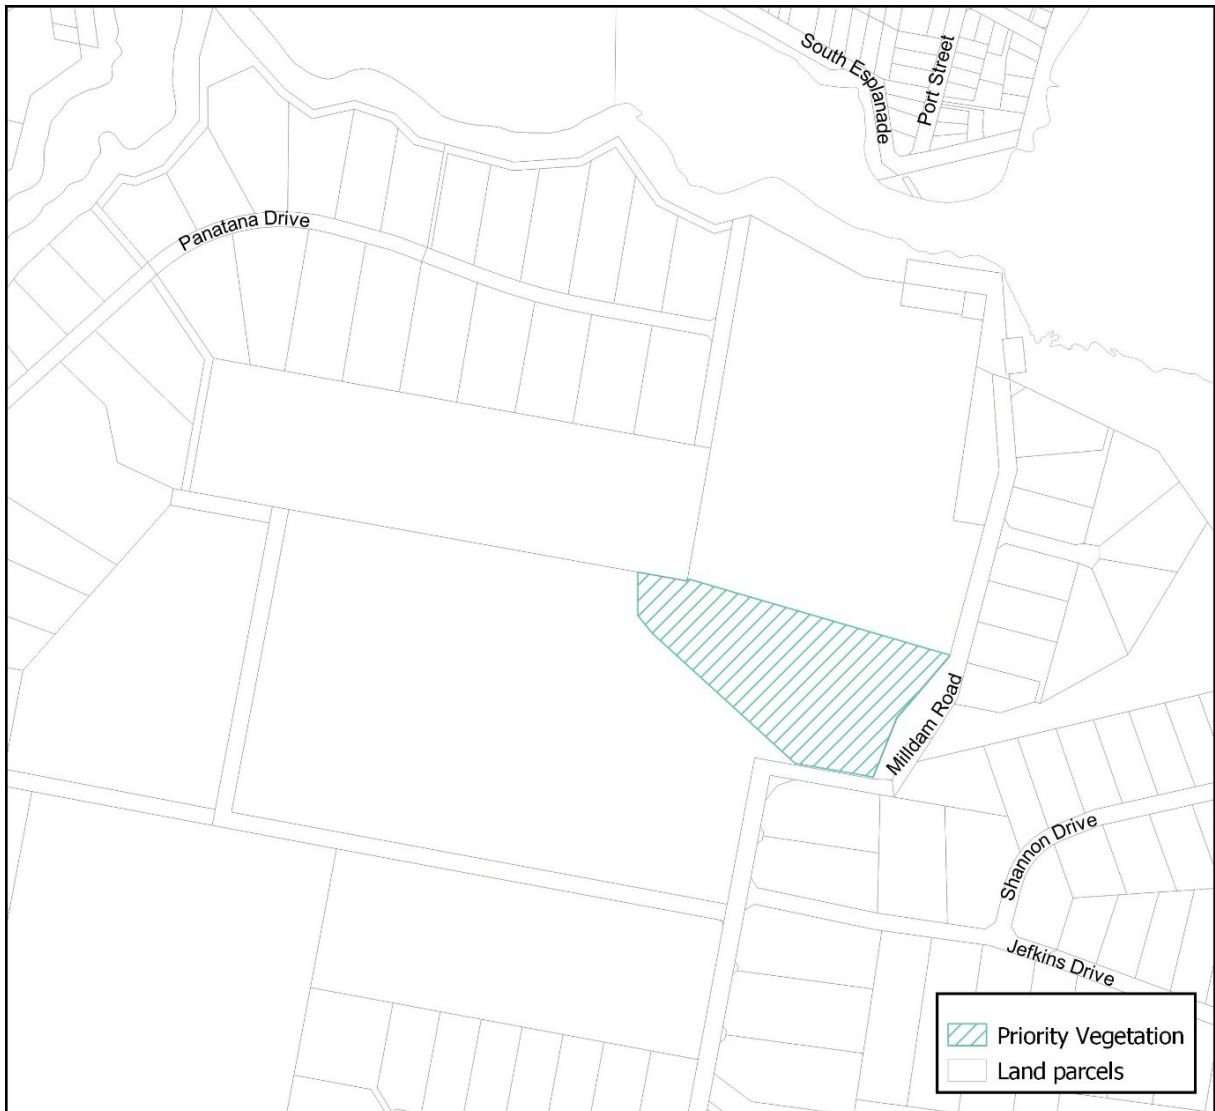 South Esplanade
Port Street
Panatana Drive
Milldam Road
Shannon Drive
Jefkins Drive
Priority Vegetation
Land parcels